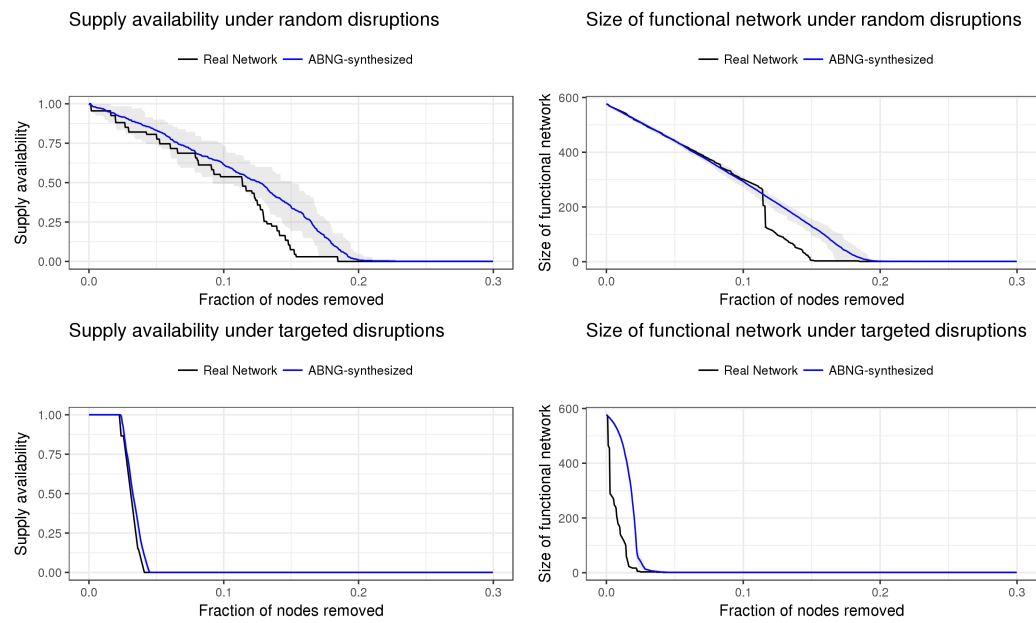 Supply availability under random disruptions
Real Network ABNG-synthesized
1.00
0.75
0.50
0.25
0.00
Supply availability
0.0 0.1 0.2 0.3
Fraction of nodes removed
Size of functional network under random disruptions
Real Network ABNG-synthesized
600
400
200
0
Size of functional network
0.0 0.1 0.2 0.3
Fraction of nodes removed
Supply availability under targeted disruptions
Real Network ABNG-synthesized
1.00
0.75
0.50
0.25
0.00
Supply availability
0.0 0.1 0.2 0.3
Fraction of nodes removed
Size of functional network under targeted disruptions
Real Network ABNG-synthesized
600
400
200
0
Size of functional network
0.0 0.1 0.2 0.3
Fraction of nodes removed